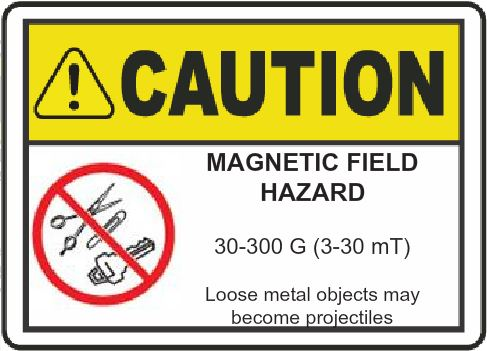 CAUTION
MAGNETIC FIELD
HAZARD
30-300 G (3-30 mT)
Loose metal objects may
become projectiles